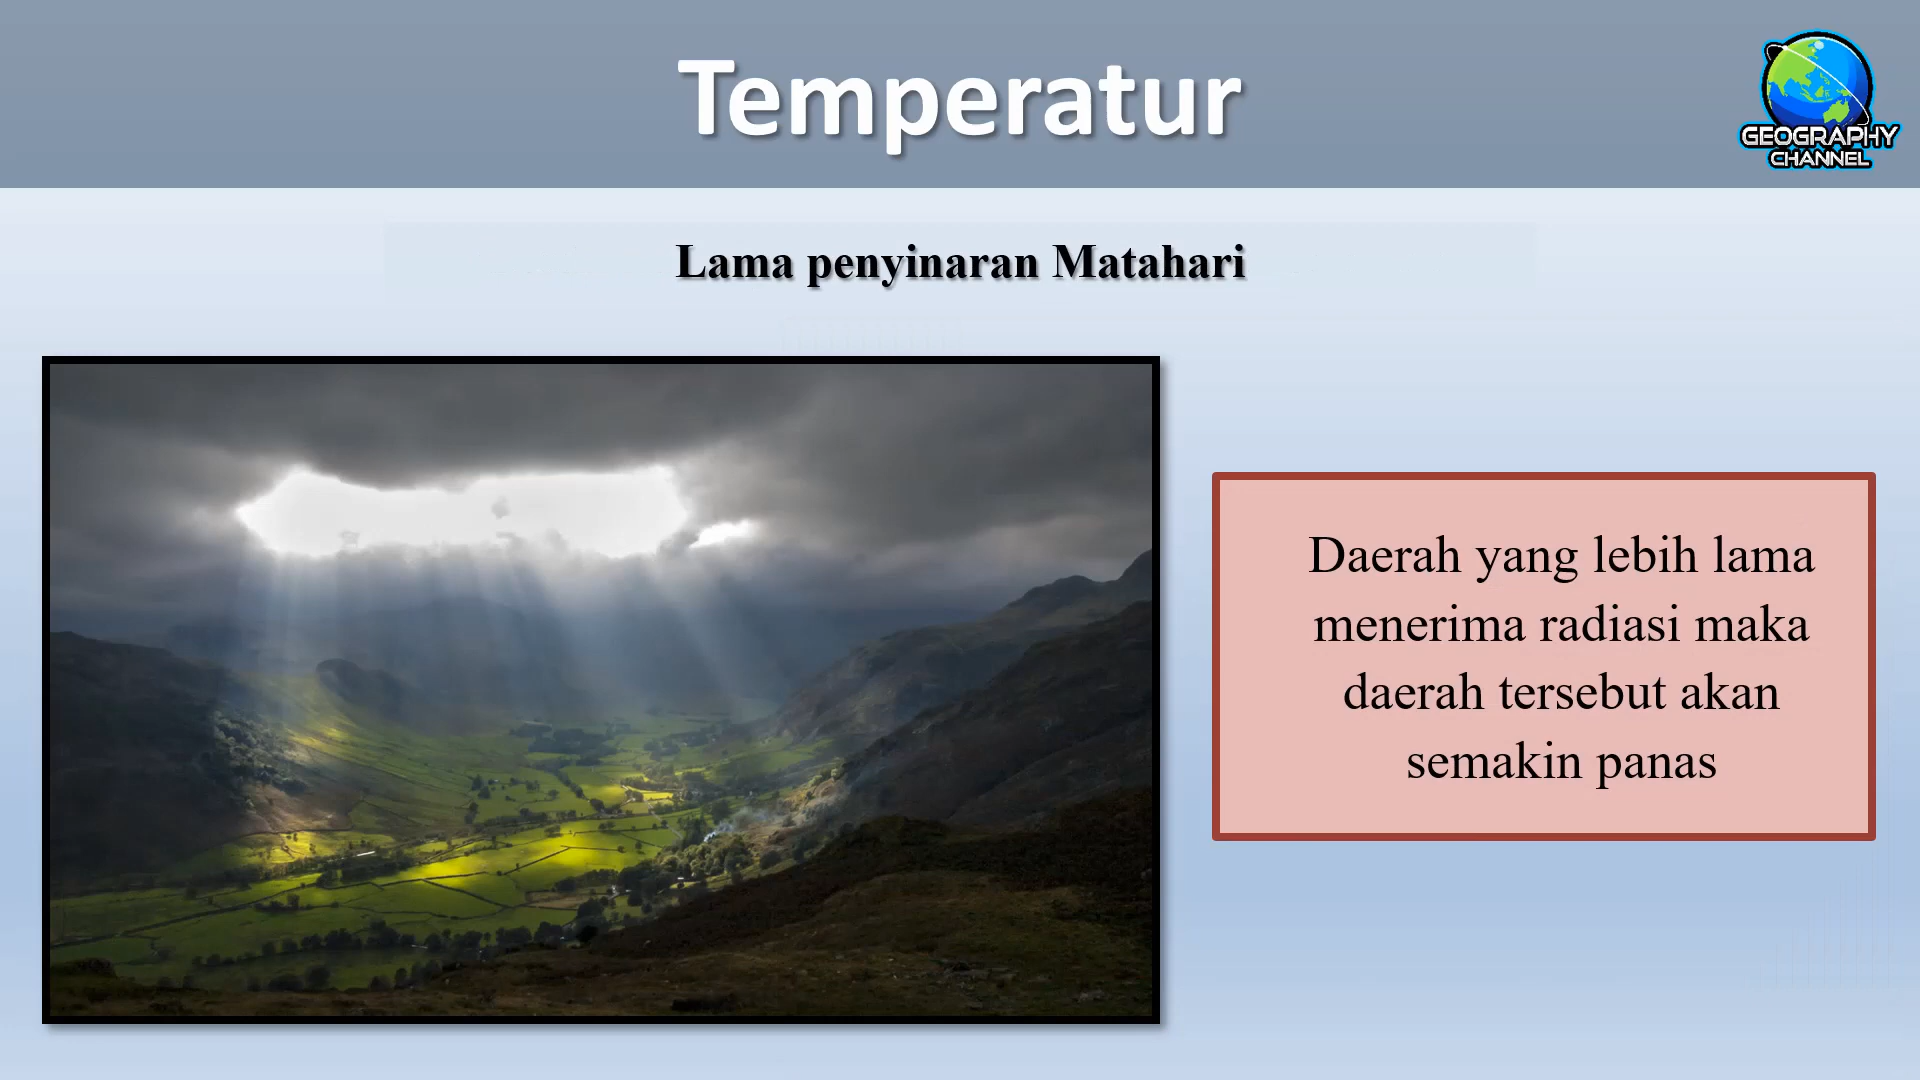 Temperatur
GEOGRAPHY
CHANNEL
Lama penyinaran Matahari
Daerah yang lebih lama
menerima radiasi maka
daerah tersebut akan
semakin panas